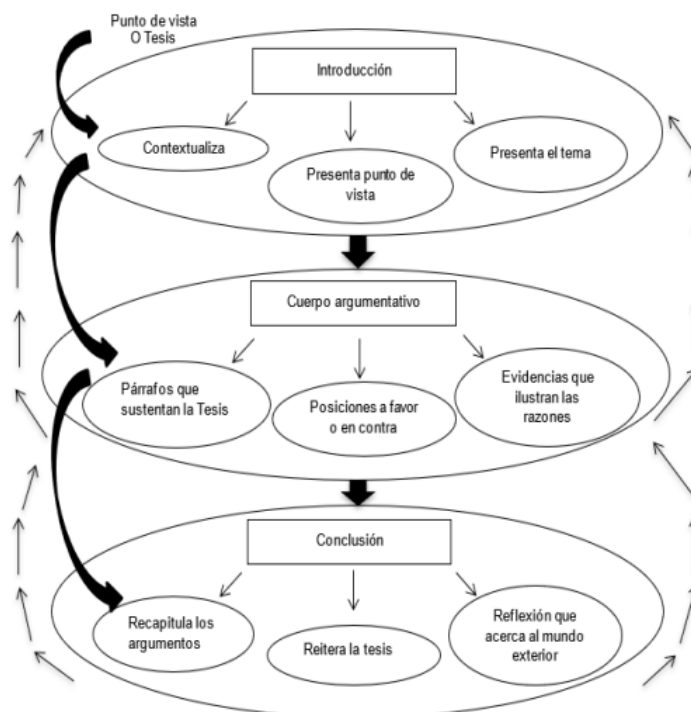 Punto de vista
O Tesis
Introducción
Contextualiza
Presenta punto de
vista
Presenta el tema
Cuerpo argumentativo
Párrafos que
sustentan la Tesis
Posiciones a favor
o en contra
Evidencias que
ilustran las
razones
Conclusión
Recapitula los
argumentos
Reitera la tesis
Reflexión que
acerca al mundo
exterior